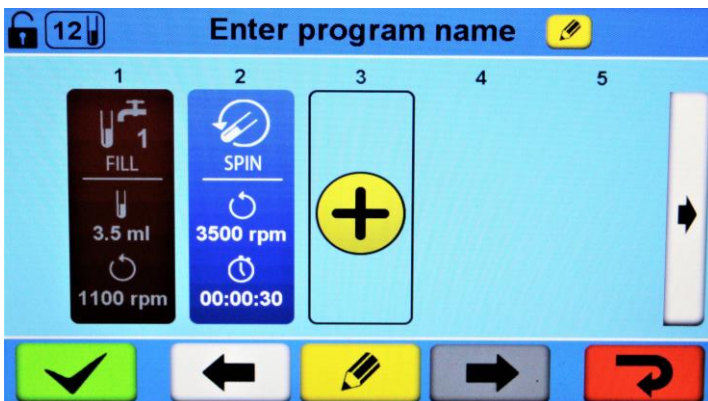 12
Enter program name
1 2 3 4 5
1
FILL
3.5 ml
1100 rpm
SPIN
3500 rpm
00:00:30